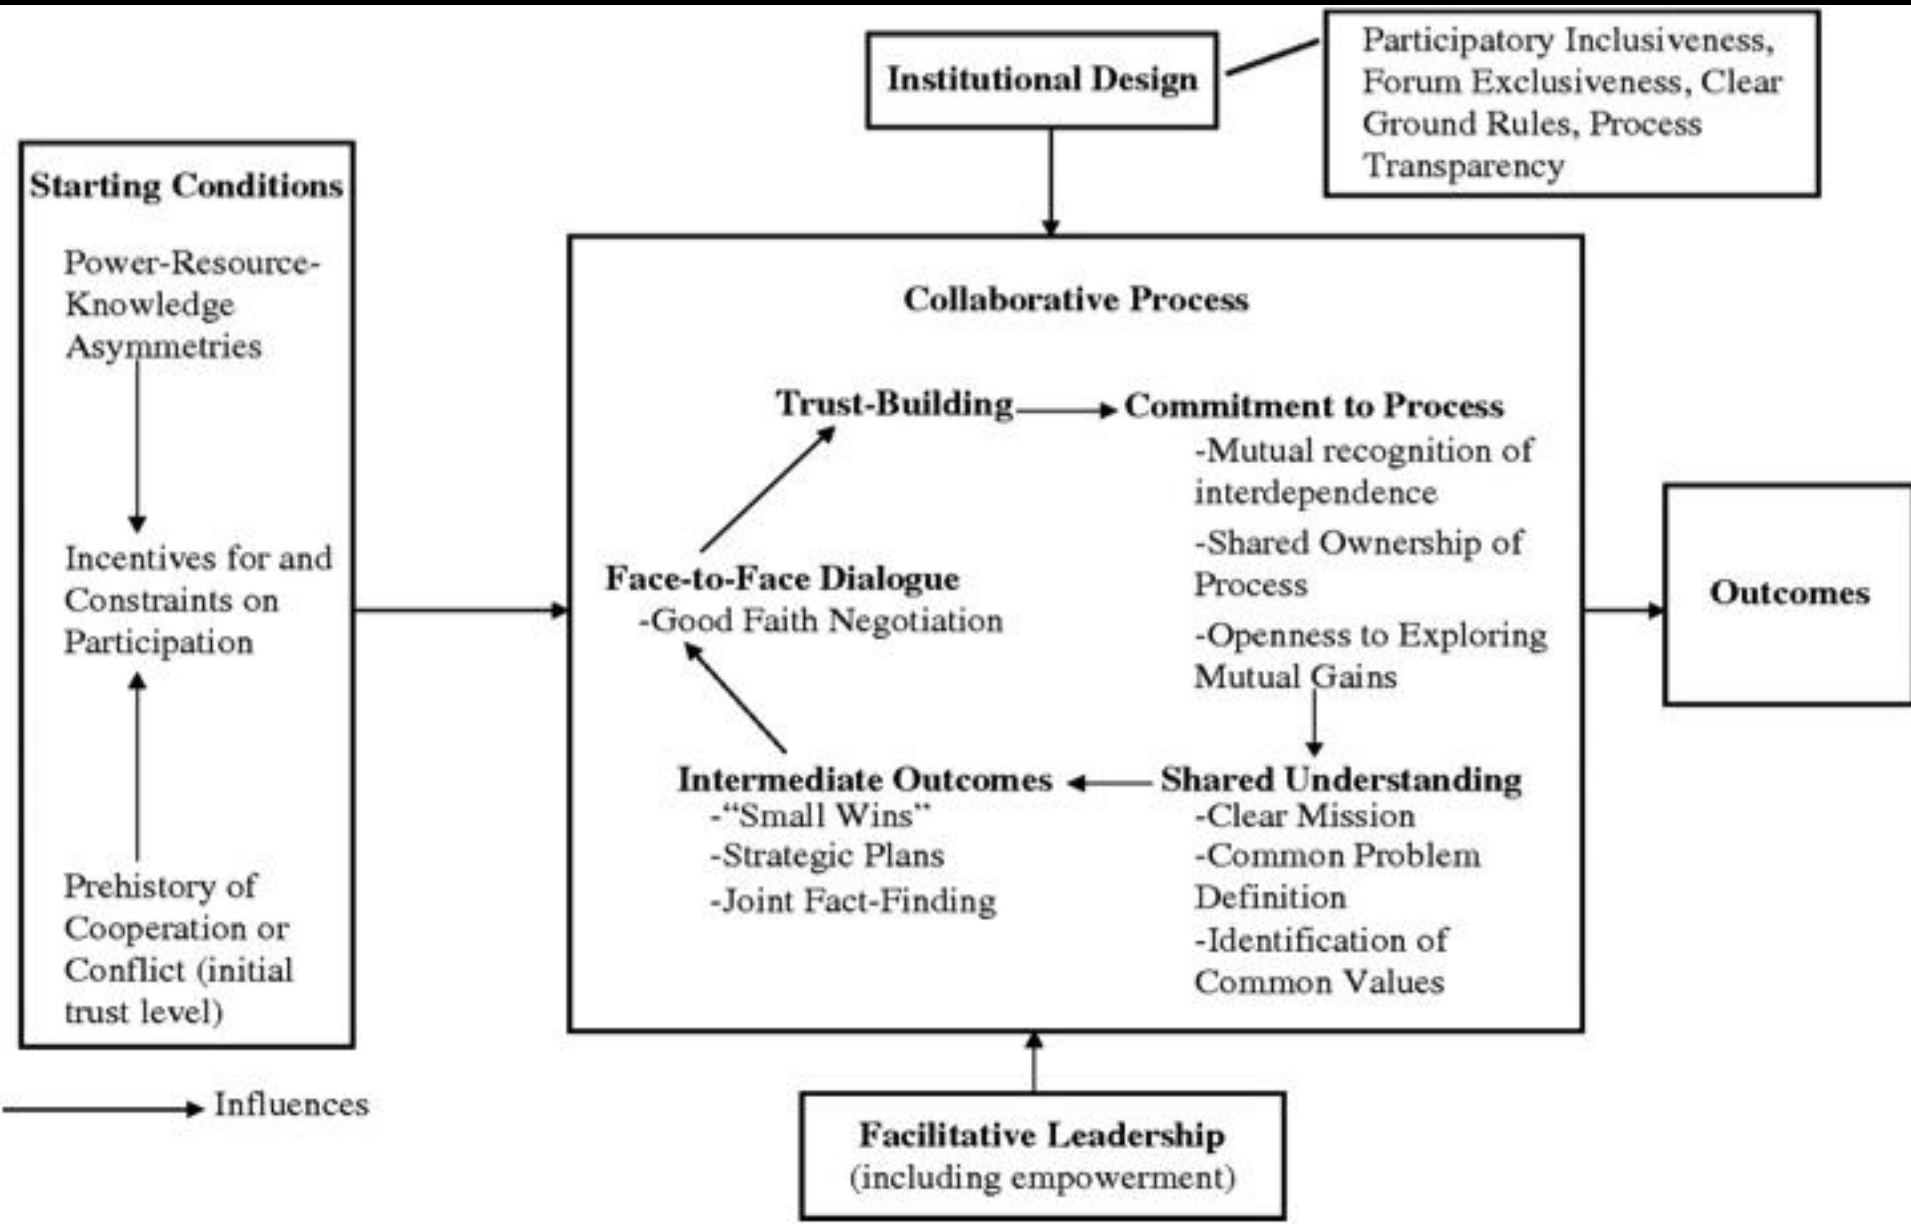 Institutional Design
Participatory Inclusiveness,
Forum Exclusiveness, Clear
Ground Rules, Process
Transparency
Starting Conditions
Power-Resource-
Knowledge
Asymmetries
Incentives for and
Constraints on
Participation
Prehistory of
Cooperation or
Conflict (initial
trust level)
Collaborative Process
Trust-Building
Commitment to Process
-Mutual recognition of
interdependence
-Shared Ownership of
Process
-Openness to Exploring
Mutual Gains
Face-to-Face Dialogue
-Good Faith Negotiation
Intermediate Outcomes
-“Small Wins”
-Strategic Plans
-Joint Fact-Finding
Shared Understanding
-Clear Mission
-Common Problem
Definition
-Identification of
Common Values
Outcomes
Influences
Facilitative Leadership
(including empowerment)